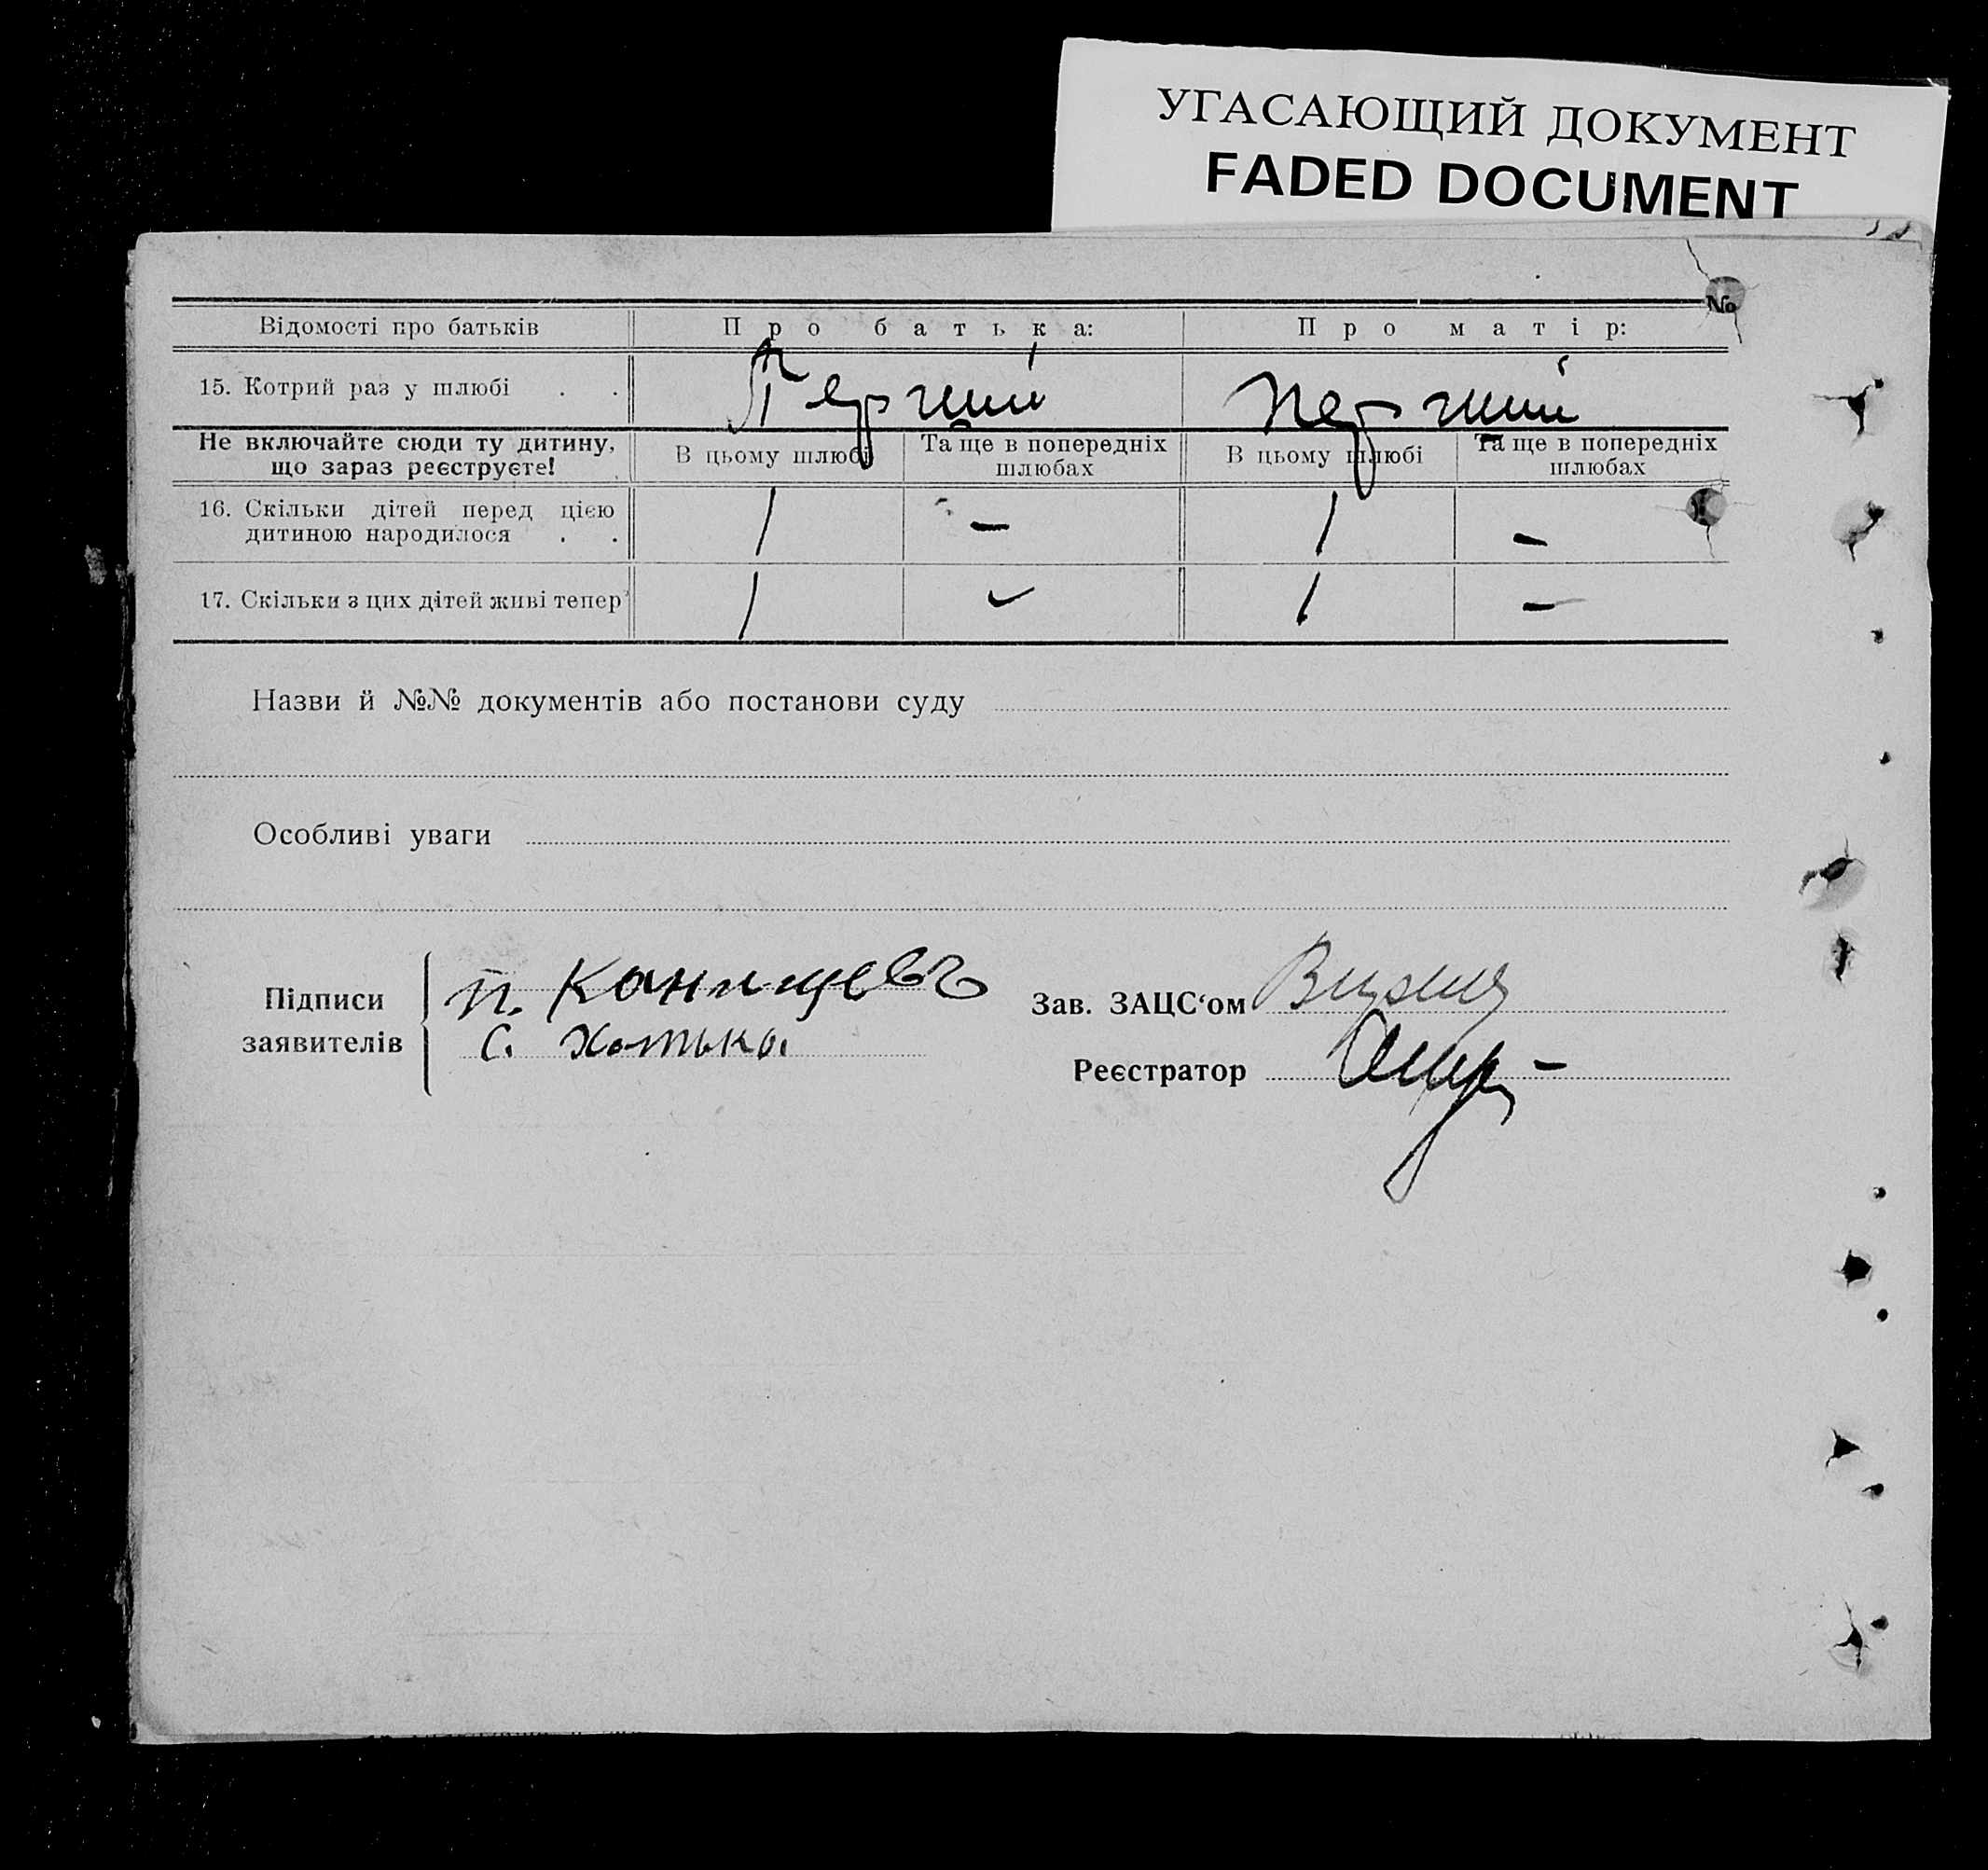 УГАСАЮЩИЙ ДОКУМЕНТ
FADED DOCUMENT
№
Відомості про батьків Про батька: Про матір:
15. Котрий раз у шлюбі . . Перший перший
Не включайте сюди ту дитину, що зараз реєструєте! В цьому шлюбі Та ще в попередніх шлюбах В цьому шлюбі Та ще в попередніх шлюбах
16. Скільки дітей перед цією
дитиною народилося . . 1 — 1 —
17. Скільки з цих дітей живі тепер 1 — 1 —
Назви й №№ документів або постанови суду
Особливі уваги
Підписи заявителів
П. Канищевъ
С. Хотька
Зав. ЗАЦС‘ом
Реєстратор